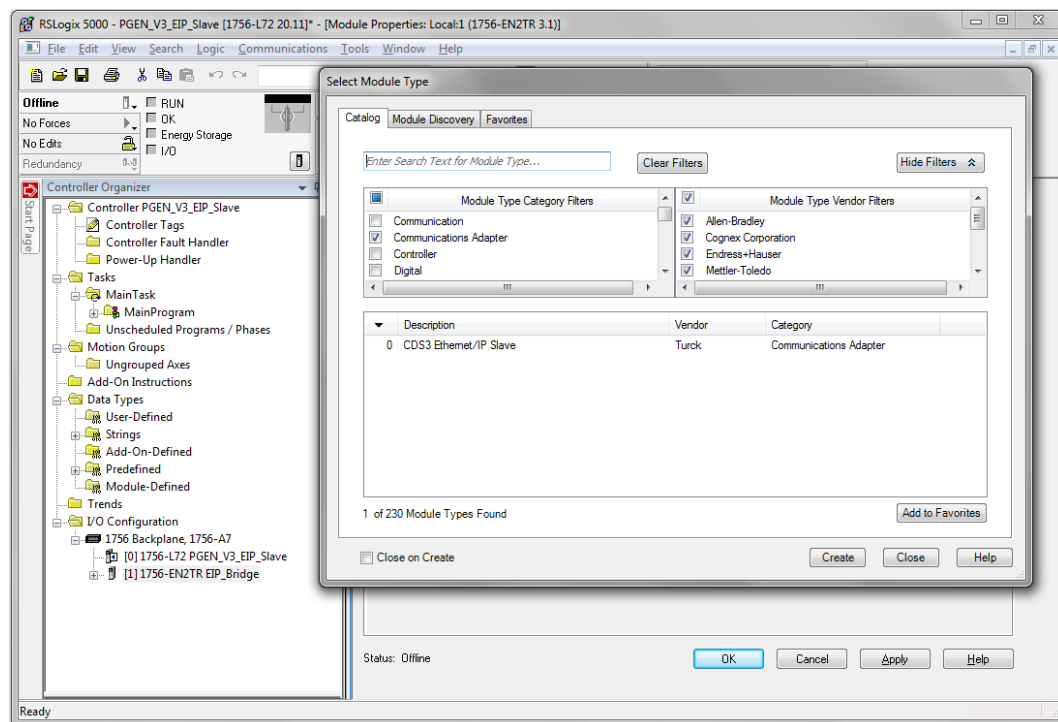 RSLogix 5000 - PGEN_V3_EIP_Slave [1756-L72 20.11]* - [Module Properties: Local:1 (1756-EN2TR 3.1)]
File Edit View Search Logic Communications Tools Window Help
Offline
RUN
No Forces
OK
No Edits
Energy Storage
Redundancy
I/O
Start Page
Controller Organizer
Controller PGEN_V3_EIP_Slave
Controller Tags
Controller Fault Handler
Power-Up Handler
Tasks
MainTask
MainProgram
Unscheduled Programs / Phases
Motion Groups
Ungrouped Axes
Add-On Instructions
Data Types
User-Defined
Strings
Add-On-Defined
Predefined
Module-Defined
Trends
I/O Configuration
1756 Backplane, 1756-A7
[0] 1756-L72 PGEN_V3_EIP_Slave
[1] 1756-EN2TR EIP_Bridge
Select Module Type
Catalog Module Discovery Favorites
Enter Search Text for Module Type... Clear Filters Hide Filters
Module Type Category Filters Module Type Vendor Filters
Communication Allen-Bradley
Communications Adapter Cognex Corporation
Controller Endress+Hauser
Digital Mettler-Toledo
Description Vendor Category
0 CDS3 Ethernet/IP Slave Turck Communications Adapter
1 of 230 Module Types Found Add to Favorites
Close on Create Create Close Help
Status: Offline OK Cancel Apply Help
Ready